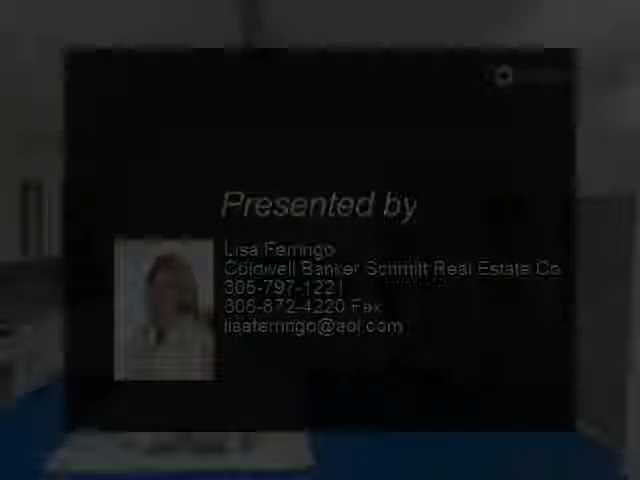 Presented by
Lisa Ferringo
Coldwell Banker Schmitt Real Estate Co.
305-797-1221
305-872-4220 Fax
lisaferringo@aol.com